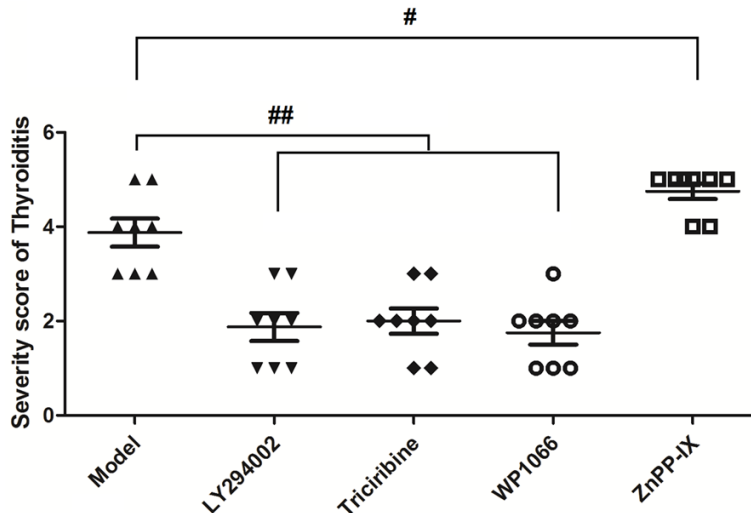 #
##
Severity score of Thyroiditis
6
4
2
0
Model
LY294002
Triciribine
WP1066
ZnPP-IX